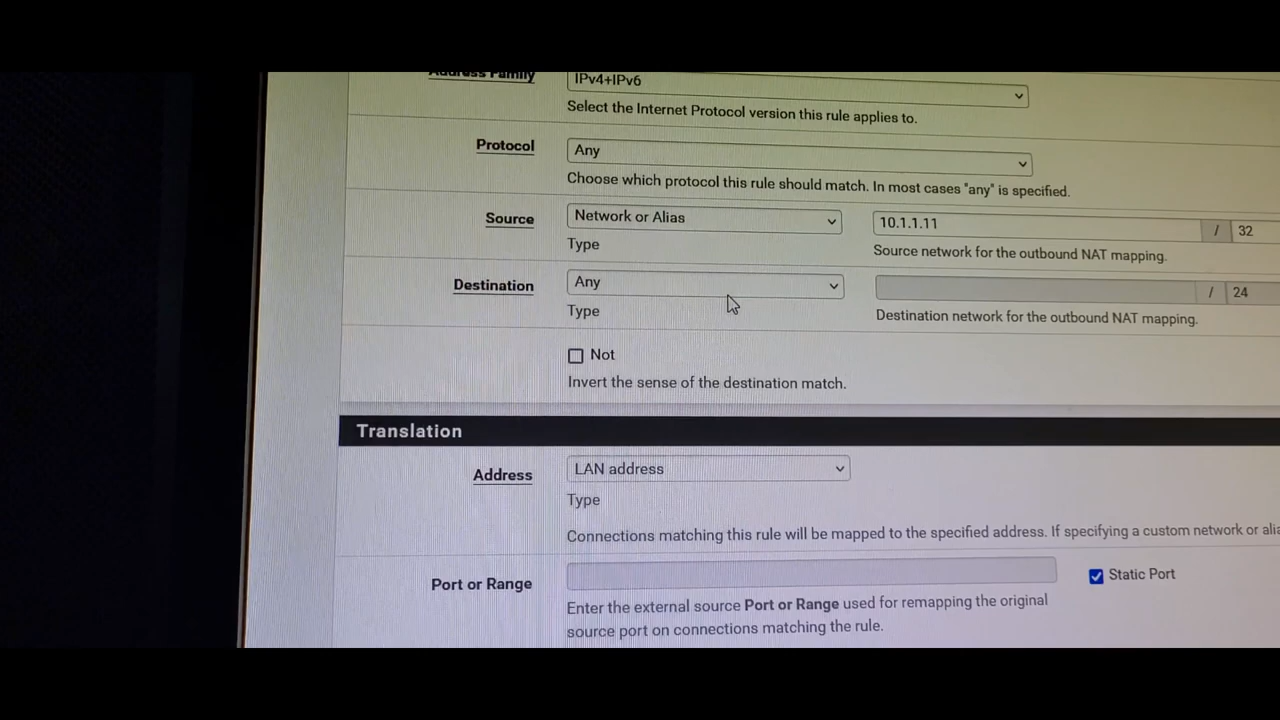 Address Family
IPv4+IPv6
Select the Internet Protocol version this rule applies to.
Protocol
Any
Choose which protocol this rule should match. In most cases "any" is specified.
Source
Network or Alias
10.1.1.11 / 32
Type
Source network for the outbound NAT mapping.
Destination
Any
/ 24
Type
Destination network for the outbound NAT mapping.
Not
Invert the sense of the destination match.
Translation
Address
LAN address
Type
Connections matching this rule will be mapped to the specified address. If specifying a custom network or alia
Port or Range
Static Port
Enter the external source Port or Range used for remapping the original
source port on connections matching the rule.